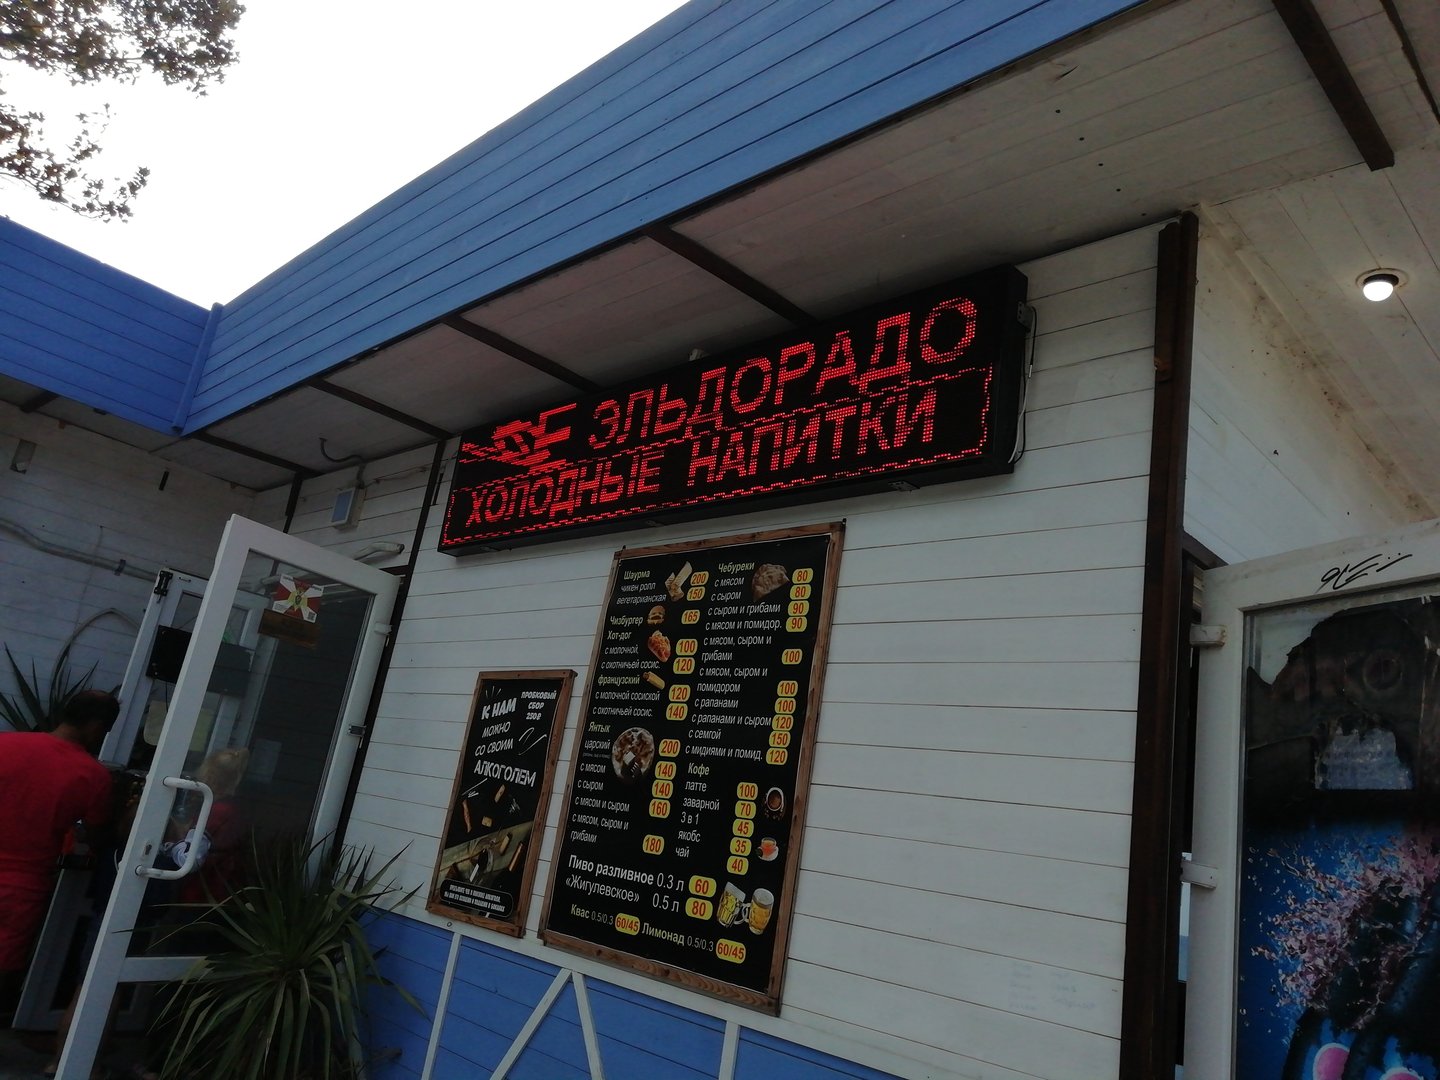 ЭЛЬДОРАДО
ХОЛОДНЫЕ НАПИТКИ
К НАМ
МОЖНО
СО СВОИМ
АЛКОГОЛЕМ
ПРОБКОВЫЙ
СБОР
250₽
Шаурма
чикен ролл 200
вегетарианская 150
Чизбургер 165
Хот-дог
с молочной. 100
с охотничьей сосис. 120
французский
с молочной сосиской 120
с охотничьей сосис. 140
Янтых
царский 200
с мясом 140
с сыром 140
с мясом и сыром 160
с мясом, сыром и
грибами 180
Чебуреки
с мясом 80
с сыром 80
с сыром и грибами 90
с мясом и помидор. 90
с мясом, сыром и
грибами 100
с мясом, сыром и
помидором 100
с рапанами 100
с рапанами и сыром 120
с семгой 150
с мидиями и помид. 120
Кофе
латте 100
заварной 70
3 в 1 45
якобс 35
чай 40
Пиво разливное 0.3 л 60
«Жигулевское» 0.5 л 80
Квас 0.5/0.3 60/45 Лимонад 0.5/0.3 60/45